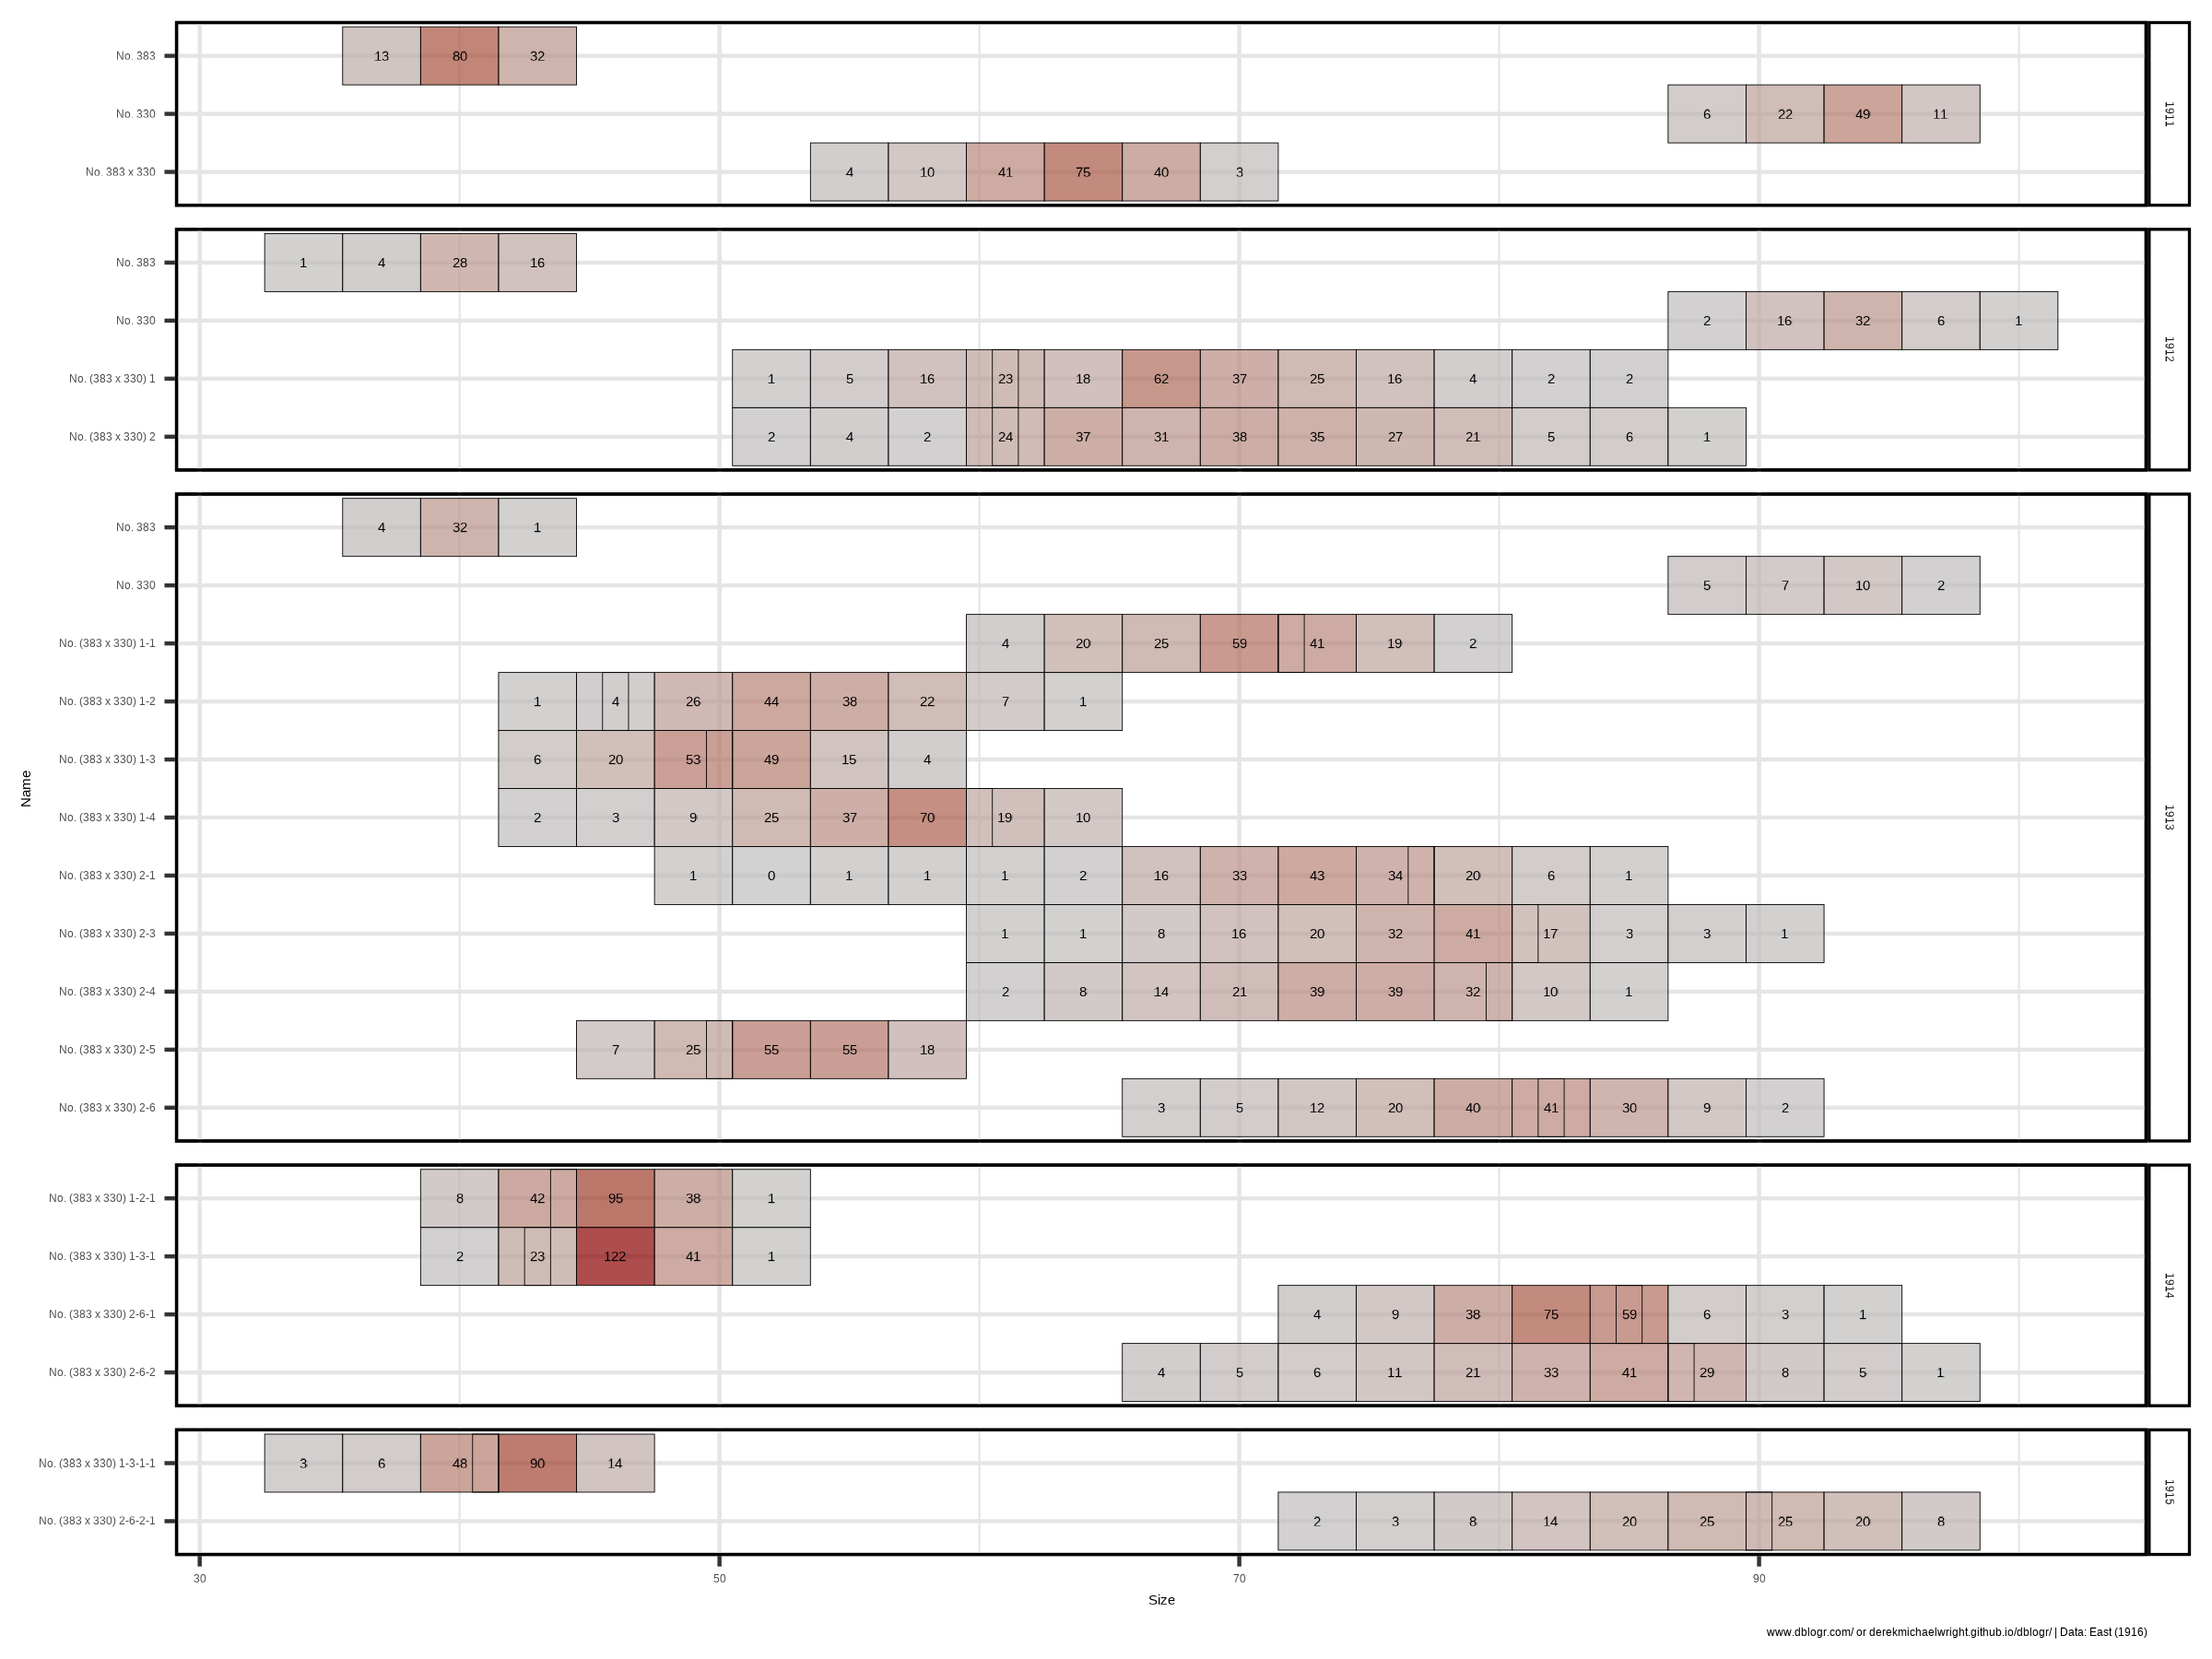 No. 383 13 80 32
No. 330 6 22 49 11
No. 383 x 330 4 10 41 75 40 3
1911
No. 383 1 4 28 16
No. 330 2 16 32 6 1
No. (383 x 330) 1 1 5 16 23 18 62 37 25 16 4 2 2
No. (383 x 330) 2 2 4 2 24 37 31 38 35 27 21 5 6 1
1912
No. 383 4 32 1
No. 330 5 7 10 2
No. (383 x 330) 1-1 4 20 25 59 41 19 2
No. (383 x 330) 1-2 1 4 26 44 38 22 7 1
No. (383 x 330) 1-3 6 20 53 49 15 4
No. (383 x 330) 1-4 2 3 9 25 37 70 19 10
No. (383 x 330) 2-1 1 0 1 1 1 2 16 33 43 34 20 6 1
No. (383 x 330) 2-3 1 1 8 16 20 32 41 17 3 3 1
No. (383 x 330) 2-4 2 8 14 21 39 39 32 10 1
No. (383 x 330) 2-5 7 25 55 55 18
No. (383 x 330) 2-6 3 5 12 20 40 41 30 9 2
1913
Name
No. (383 x 330) 1-2-1 8 42 95 38 1
No. (383 x 330) 1-3-1 2 23 122 41 1
No. (383 x 330) 2-6-1 4 9 38 75 59 6 3 1
No. (383 x 330) 2-6-2 4 5 6 11 21 33 41 29 8 5 1
1914
No. (383 x 330) 1-3-1-1 3 6 48 90 14
No. (383 x 330) 2-6-2-1 2 3 8 14 20 25 25 20 8
1915
30 50 70 90
Size
www.dblogr.com/ or derekmichaelwright.github.io/dblogr/ | Data: East (1916)